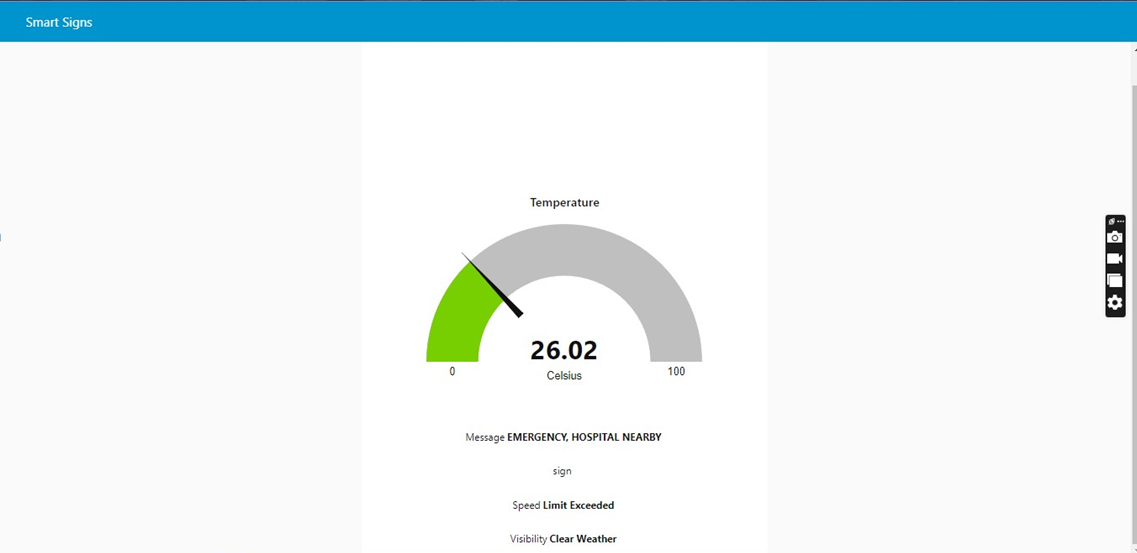 Smart Signs
Temperature
26.02
0
Celsius
100
Message EMERGENCY, HOSPITAL NEARBY
sign
Speed Limit Exceeded
Visibility Clear Weather